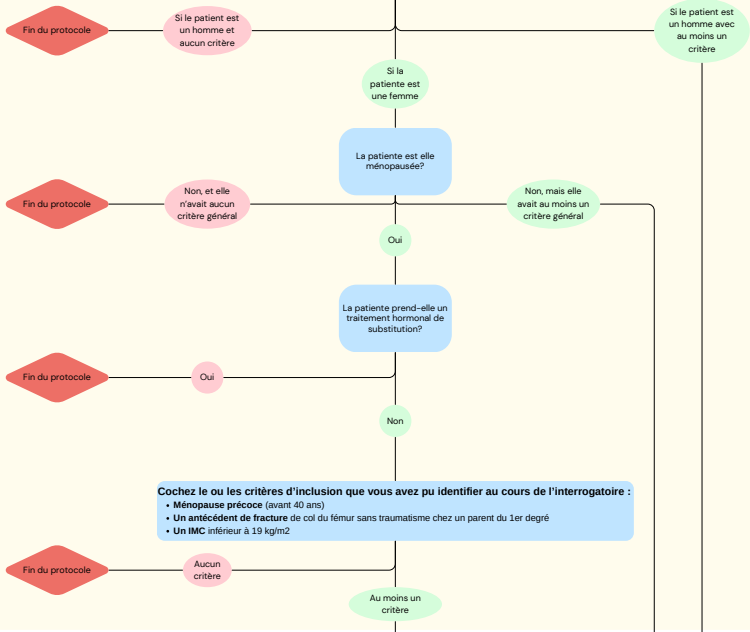 Fin du protocole
Si le patient est
un homme et
aucun critère
Si le patient est
un homme avec
au moins un
critère
Si la
patiente est
une femme
La patiente est elle
ménopausée?
Fin du protocole
Non, et elle
n'avait aucun
critère général
Non, mais elle
avait au moins un
critère général
Oui
La patiente prend-elle un
traitement hormonal de
substitution?
Fin du protocole
Oui
Non
Cochez le ou les critères d'inclusion que vous avez pu identifier au cours de l'interrogatoire :
• Ménopause précoce (avant 40 ans)
• Un antécédent de fracture de col du fémur sans traumatisme chez un parent du 1er degré
• Un IMC inférieur à 19 kg/m2
Fin du protocole
Aucun
critère
Au moins un
critère